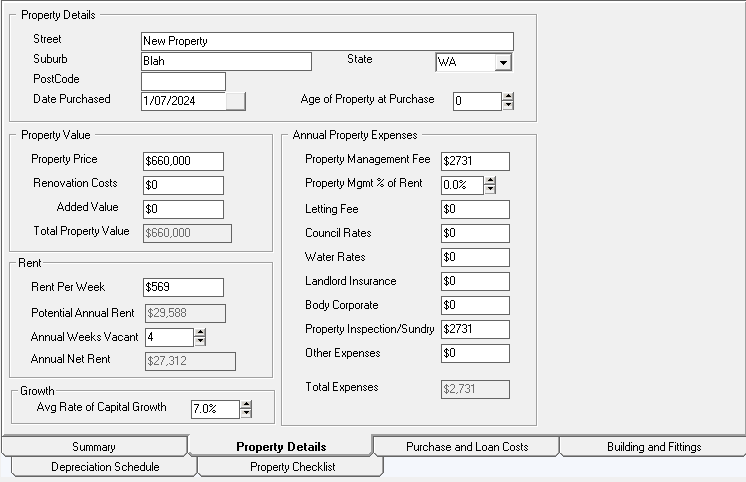 Property Details
Street New Property
Suburb Blah State WA
PostCode
Date Purchased 1/07/2024 Age of Property at Purchase 0
Property Value
Property Price $660,000
Renovation Costs $0
Added Value $0
Total Property Value $660,000
Rent
Rent Per Week $569
Potential Annual Rent $29,588
Annual Weeks Vacant 4
Annual Net Rent $27,312
Growth
Avg Rate of Capital Growth 7.0%
Annual Property Expenses
Property Management Fee $2731
Property Mgmt % of Rent 0.0%
Letting Fee $0
Council Rates $0
Water Rates $0
Landlord Insurance $0
Body Corporate $0
Property Inspection/Sundry $2731
Other Expenses $0
Total Expenses $2,731
Summary Property Details Purchase and Loan Costs Building and Fittings
Depreciation Schedule Property Checklist